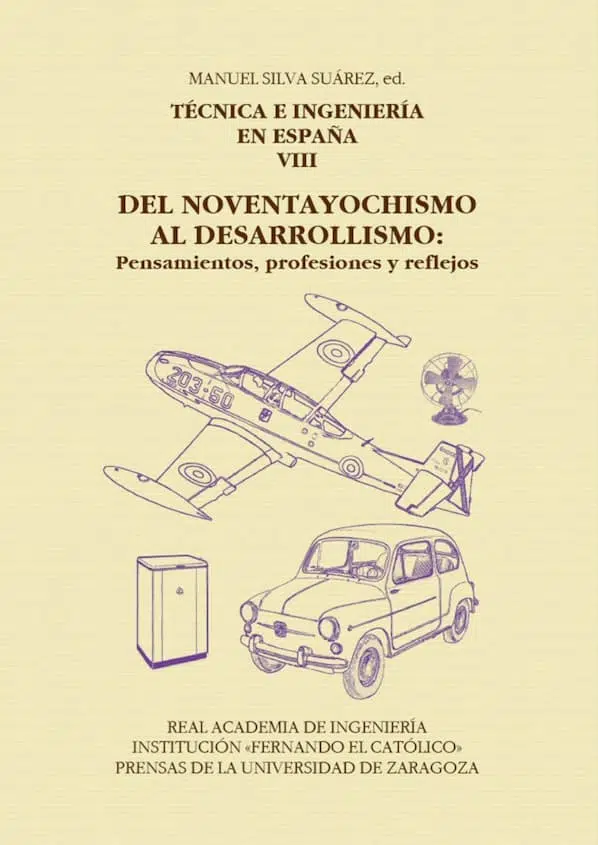 MANUEL SILVA SUÁREZ, ed.
TÉCNICA E INGENIERÍA
EN ESPAÑA
VIII
DEL NOVENTAYOCHISMO
AL DESARROLLISMO:
Pensamientos, profesiones y reflejos
203-50
REAL ACADEMIA DE INGENIERÍA
INSTITUCIÓN «FERNANDO EL CATÓLICO»
PRENSAS DE LA UNIVERSIDAD DE ZARAGOZA